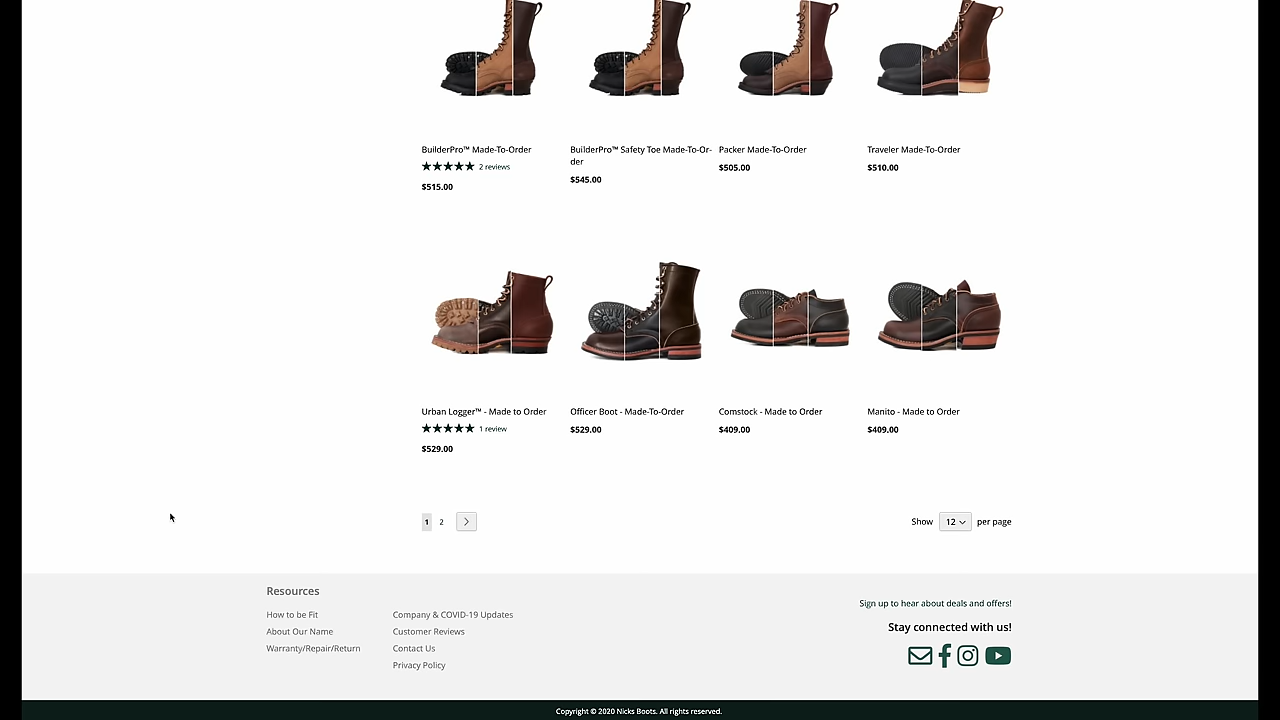 BuilderPro™ Made-To-Order
BuilderPro™ Safety Toe Made-To-Or-
der
Packer Made-To-Order
Traveler Made-To-Order
2 reviews
$515.00
$545.00
$505.00
$510.00
Urban Logger™ - Made to Order
Officer Boot - Made-To-Order
Comstock - Made to Order
Manito - Made to Order
1 review
$529.00
$529.00
$409.00
$409.00
1 2
Show 12 per page
Resources
How to be Fit
About Our Name
Warranty/Repair/Return
Company & COVID-19 Updates
Customer Reviews
Contact Us
Privacy Policy
Sign up to hear about deals and offers!
Stay connected with us!
Copyright © 2020 Nicks Boots. All rights reserved.